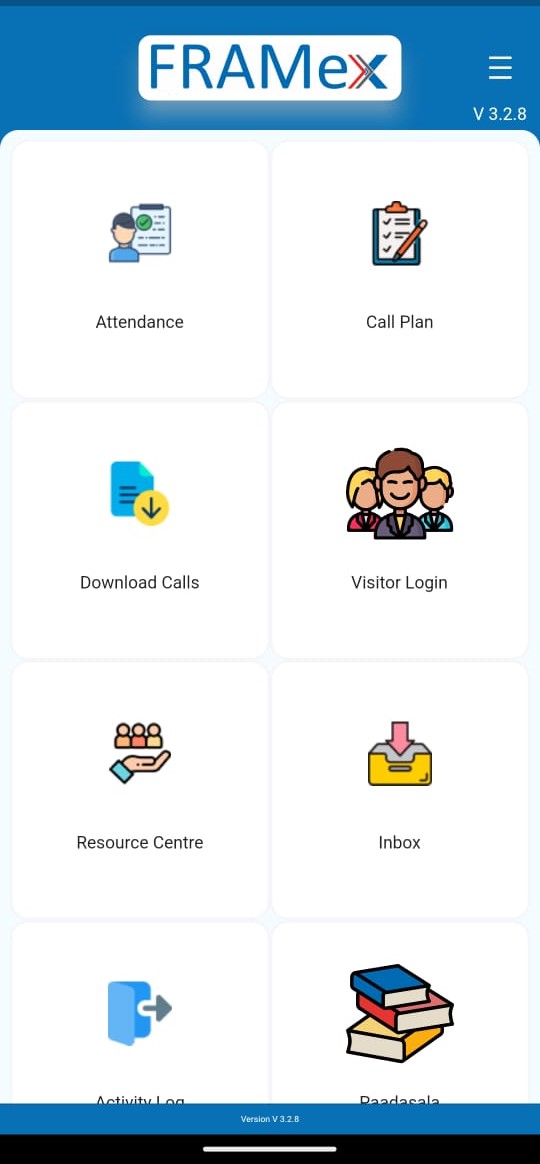 FRAMex
V 3.2.8
Attendance
Call Plan
Download Calls
Visitor Login
Resource Centre
Inbox
Activity Log
Paadasala
Version V 3.2.8